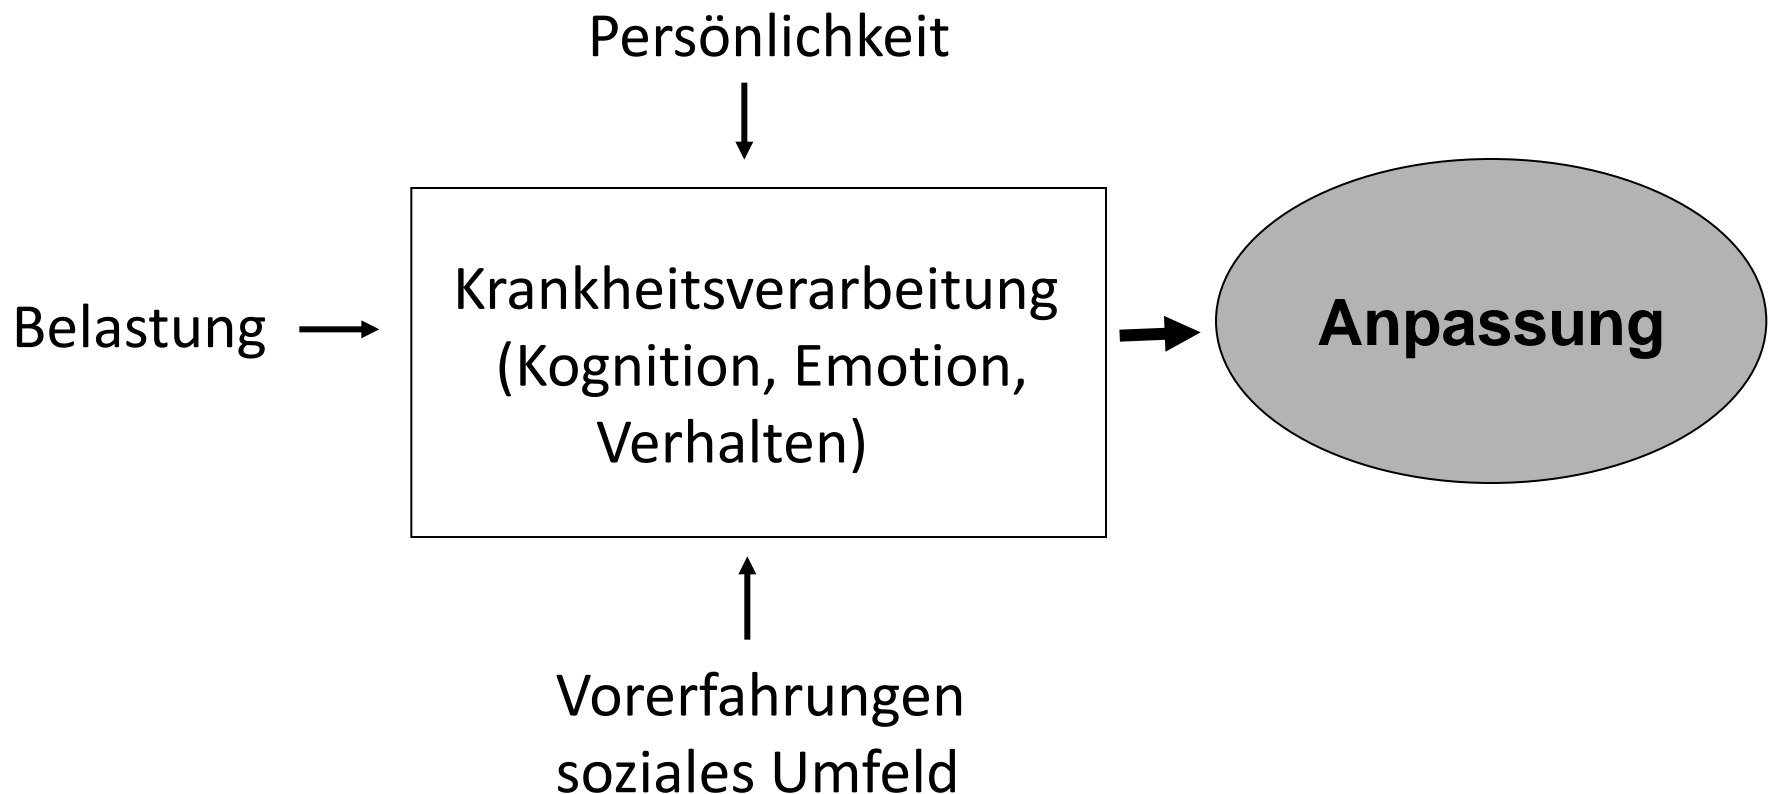 Persönlichkeit
Belastung
Krankheitsverarbeitung
(Kognition, Emotion,
Verhalten)
Anpassung
Vorerfahrungen
soziales Umfeld